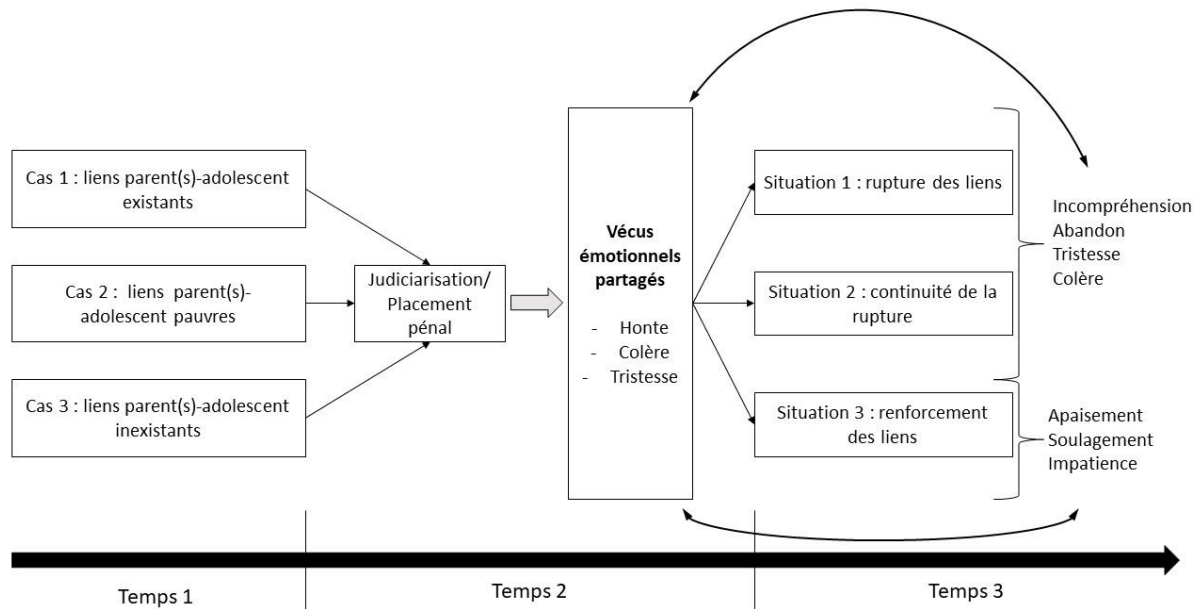 Cas 1 : liens parent(s)-adolescent
existants
Cas 2 : liens parent(s)-
adolescent pauvres
Cas 3 : liens parent(s)-adolescent
inexistants
Judiciarisation/
Placement
pénal
Vécus
émotionnels
partagés
- Honte
- Colère
- Tristesse
Situation 1 : rupture des liens
Situation 2 : continuité de la
rupture
Situation 3 : renforcement
des liens
Incompréhension
Abandon
Tristesse
Colère
Apaisement
Soulagement
Impatience
Temps 1
Temps 2
Temps 3